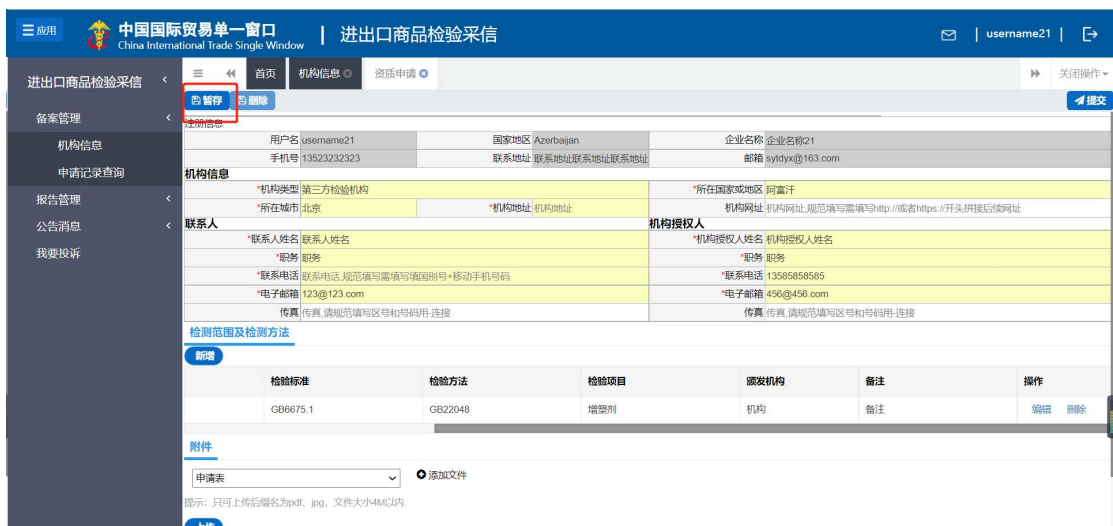 应用 中国国际贸易单一窗口 | 进出口商品检验采信 | username21 |
China International Trade Single Window
进出口商品检验采信
备案管理
机构信息
申请记录查询
报告管理
公告消息
我要投诉
首页 机构信息 资质申请 关闭操作
暂存 删除 提交
注册信息
用户名 username21 国家地区 Azerbaijan 企业名称 企业名称21
手机号 13523232323 联系地址 联系地址联系地址联系地址 邮箱 sytdyx@163.com
机构信息
*机构类型 第三方检验机构 *所在国家或地区 阿富汗
*所在城市 北京 *机构地址 机构地址 机构网址 机构网址,规范填写需填写http://或者https://开头拼接后续网址
联系人 机构授权人
*联系人姓名 联系人姓名 *机构授权人姓名 机构授权人姓名
*职务 职务 *职务 职务
*联系电话 联系电话,规范填写需填写填国别号+移动手机号码 *联系电话 13585858585
*电子邮箱 123@123.com *电子邮箱 456@456.com
传真 传真,请规范填写区号和号码用-连接 传真 传真,请规范填写区号和号码用-连接
检测范围及检测方法
新增
检验标准 检验方法 检验项目 颁发机构 备注 操作
GB6675.1 GB22048 增塑剂 机构 备注 编辑 删除
附件
申请表 添加文件
提示：只可上传后缀名为pdf、jpg，文件大小4M以内
上传